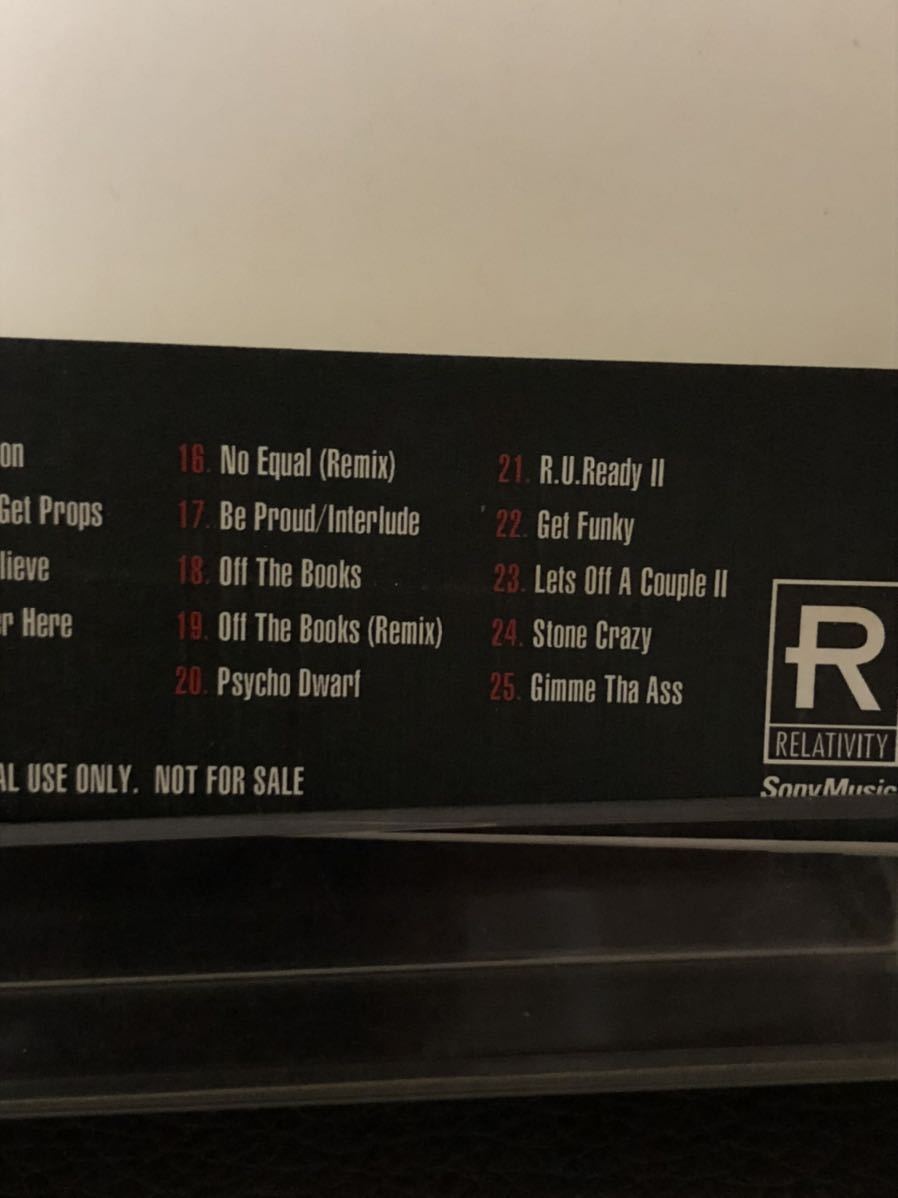 on
Get Props
lieve
r Here
16. No Equal (Remix)
17. Be Proud/Interlude
18. Off The Books
19. Off The Books (Remix)
20. Psycho Dwarf
21. R.U.Ready II
22. Get Funky
23. Lets Off A Couple II
24. Stone Crazy
25. Gimme Tha Ass
AL USE ONLY. NOT FOR SALE
R
RELATIVITY
Sony Music